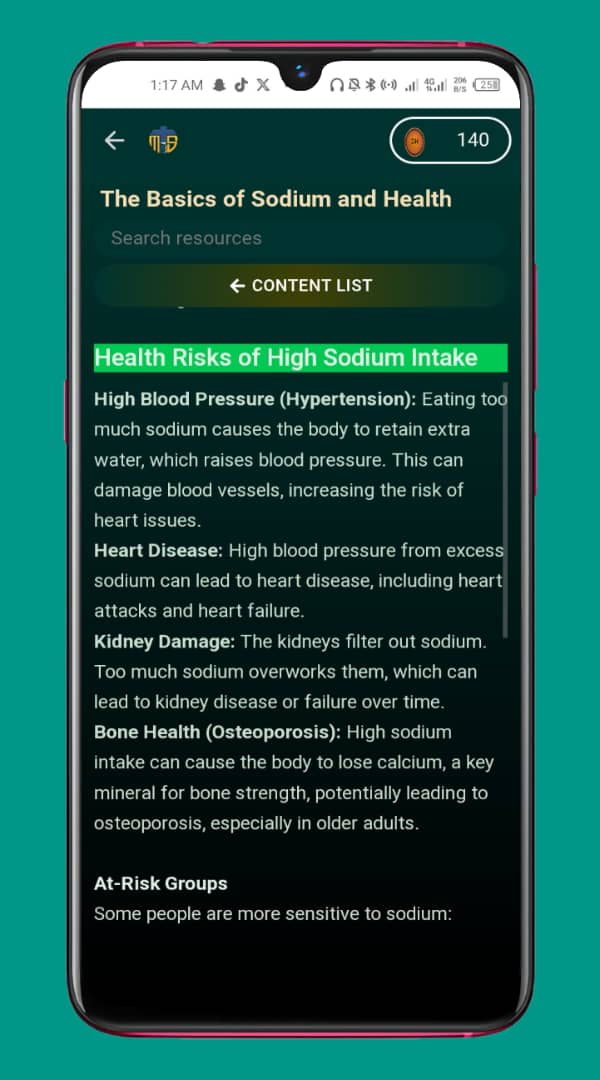 1:17 AM 4G 206 B/S 25
140
The Basics of Sodium and Health
Search resources
← CONTENT LIST
Health Risks of High Sodium Intake
High Blood Pressure (Hypertension): Eating too
much sodium causes the body to retain extra
water, which raises blood pressure. This can
damage blood vessels, increasing the risk of
heart issues.
Heart Disease: High blood pressure from excess
sodium can lead to heart disease, including heart
attacks and heart failure.
Kidney Damage: The kidneys filter out sodium.
Too much sodium overworks them, which can
lead to kidney disease or failure over time.
Bone Health (Osteoporosis): High sodium
intake can cause the body to lose calcium, a key
mineral for bone strength, potentially leading to
osteoporosis, especially in older adults.
At-Risk Groups
Some people are more sensitive to sodium: